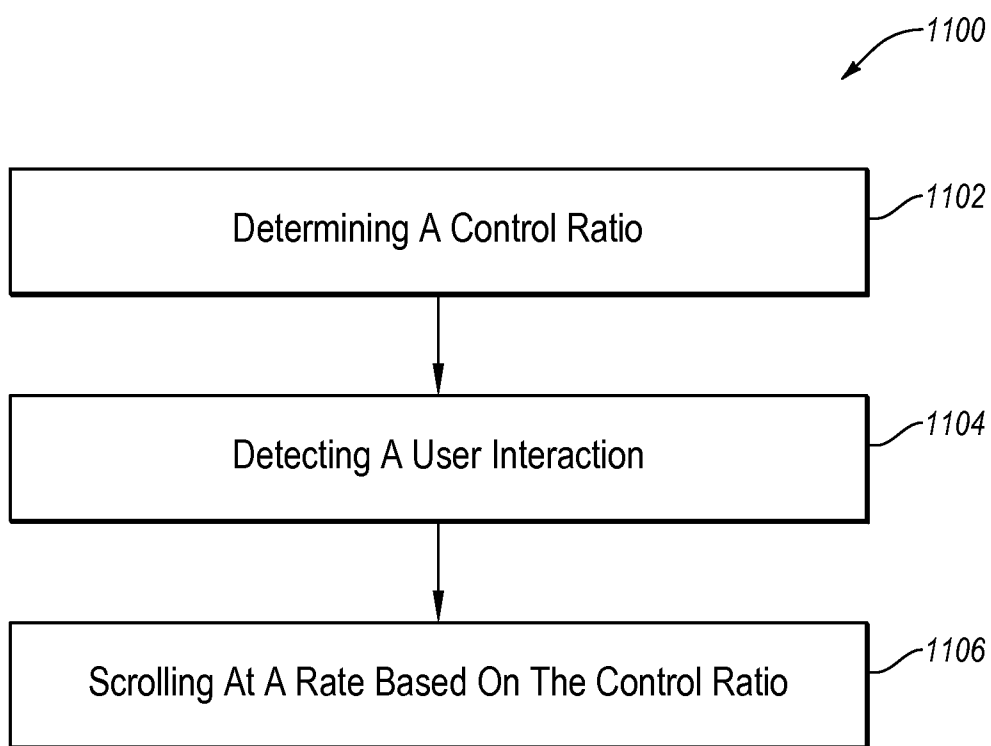 1100
Determining A Control Ratio
1102
Detecting A User Interaction
1104
Scrolling At A Rate Based On The Control Ratio
1106